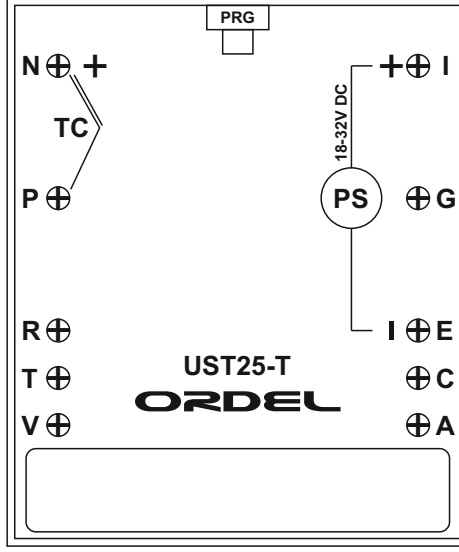 PRG
N + + I
TC
18-32V DC
P PS G
R I E
UST25-T
T C
ORDEL
V A